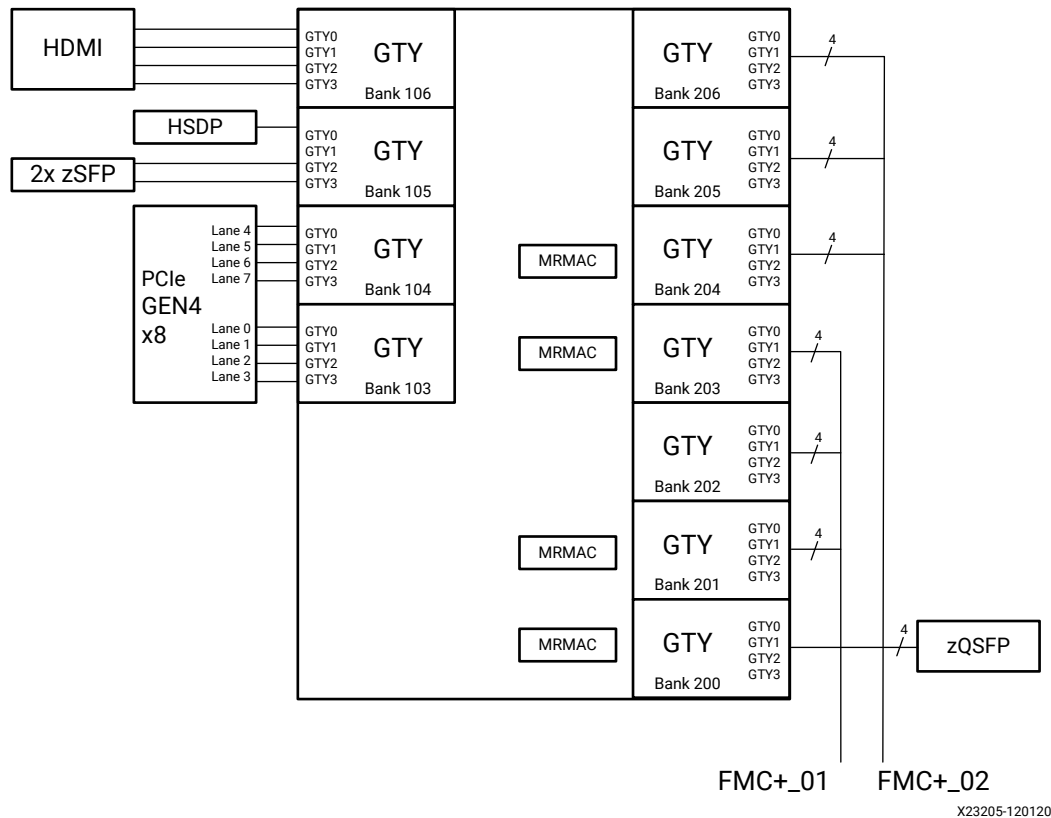 HDMI
GTY0
GTY1
GTY2
GTY3
GTY
Bank 106
HSDP
2x zSFP
GTY0
GTY1
GTY2
GTY3
GTY
Bank 105
PCIe
GEN4
x8
Lane 4
Lane 5
Lane 6
Lane 7
GTY0
GTY1
GTY2
GTY3
GTY
Bank 104
Lane 0
Lane 1
Lane 2
Lane 3
GTY0
GTY1
GTY2
GTY3
GTY
Bank 103
GTY
Bank 206
GTY0
GTY1
GTY2
GTY3
4
GTY
Bank 205
GTY0
GTY1
GTY2
GTY3
4
MRMAC
GTY
Bank 204
GTY0
GTY1
GTY2
GTY3
4
MRMAC
GTY
Bank 203
GTY0
GTY1
GTY2
GTY3
4
GTY
Bank 202
GTY0
GTY1
GTY2
GTY3
4
MRMAC
GTY
Bank 201
GTY0
GTY1
GTY2
GTY3
4
MRMAC
GTY
Bank 200
GTY0
GTY1
GTY2
GTY3
4
zQSFP
FMC+_01
FMC+_02
X23205-120120